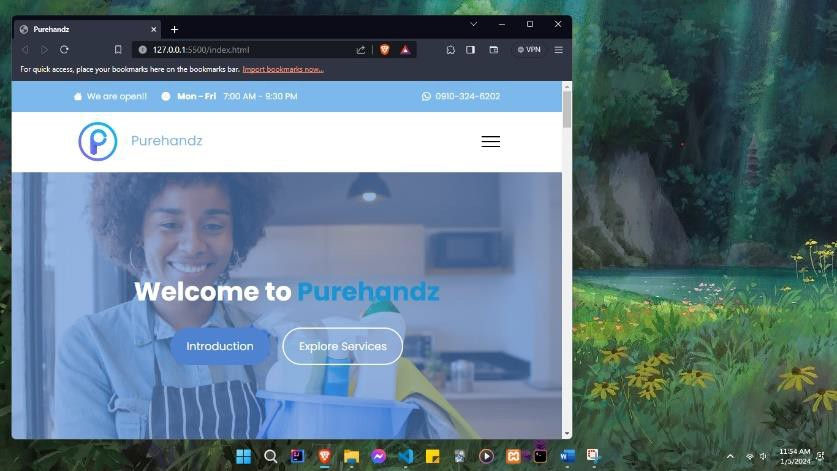 Purehandz
127.0.0.1:5500/index.html
VPN
For quick access, place your bookmarks here on the bookmarks bar. Import bookmarks now...
We are open!! Mon - Fri 7:00 AM - 9:30 PM 0910-324-6202
Purehandz
Welcome to Purehandz
Introduction Explore Services
11:54 AM
1/5/2024